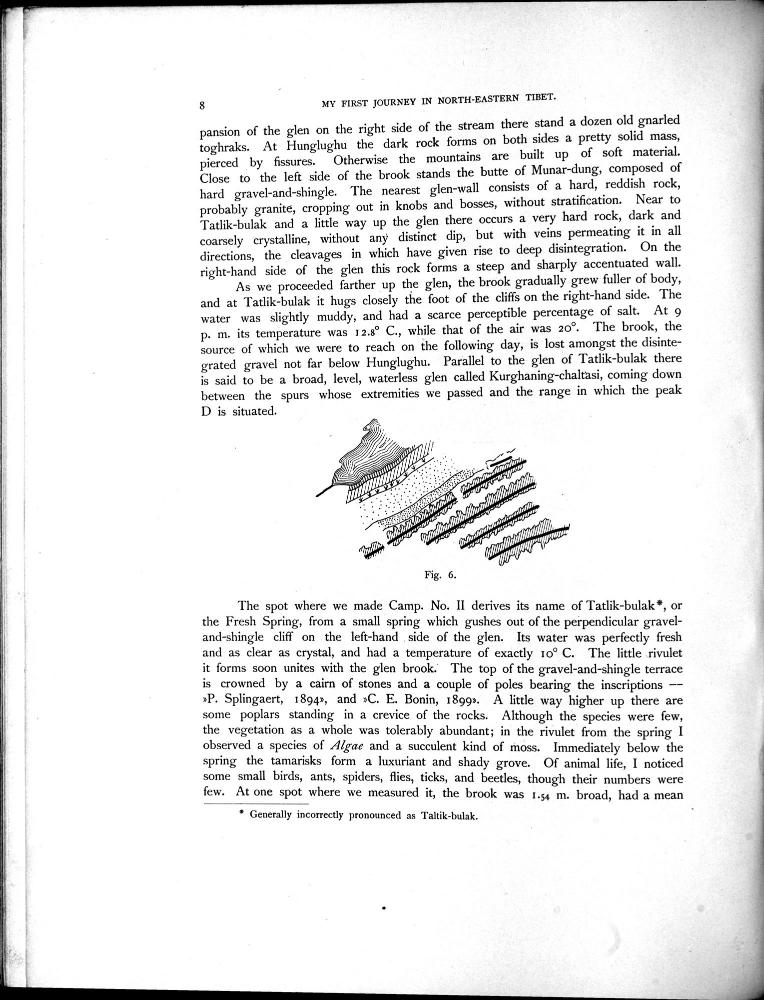 8
MY FIRST JOURNEY IN NORTH-EASTERN TIBET.
pansion of the glen on the right side of the stream there stand a dozen old gnarled
toghraks. At Hunglughu the dark rock forms on both sides a pretty solid mass,
pierced by fissures. Otherwise the mountains are built up of soft material.
Close to the left side of the brook stands the butte of Munar-dung, composed of
hard gravel-and-shingle. The nearest glen-wall consists of a hard, reddish rock,
probably granite, cropping out in knobs and bosses, without stratification. Near to
Tatlik-bulak and a little way up the glen there occurs a very hard rock, dark and
coarsely crystalline, without any distinct dip, but with veins permeating it in all
directions, the cleavages in which have given rise to deep disintegration. On the
right-hand side of the glen this rock forms a steep and sharply accentuated wall.
As we proceeded farther up the glen, the brook gradually grew fuller of body,
and at Tatlik-bulak it hugs closely the foot of the cliffs on the right-hand side. The
water was slightly muddy, and had a scarce perceptible percentage of salt. At 9
p. m. its temperature was 12.8° C., while that of the air was 20°. The brook, the
source of which we were to reach on the following day, is lost amongst the disinte-
grated gravel not far below Hunglughu. Parallel to the glen of Tatlik-bulak there
is said to be a broad, level, waterless glen called Kurghaning-chaltasi, coming down
between the spurs whose extremities we passed and the range in which the peak
D is situated.
Fig. 6.
The spot where we made Camp. No. II derives its name of Tatlik-bulak*, or
the Fresh Spring, from a small spring which gushes out of the perpendicular gravel-
and-shingle cliff on the left-hand side of the glen. Its water was perfectly fresh
and as clear as crystal, and had a temperature of exactly 10° C. The little rivulet
it forms soon unites with the glen brook. The top of the gravel-and-shingle terrace
is crowned by a cairn of stones and a couple of poles bearing the inscriptions —
»P. Splingaert, 1894», and »C. E. Bonin, 1899». A little way higher up there are
some poplars standing in a crevice of the rocks. Although the species were few,
the vegetation as a whole was tolerably abundant; in the rivulet from the spring I
observed a species of Algae and a succulent kind of moss. Immediately below the
spring the tamarisks form a luxuriant and shady grove. Of animal life, I noticed
some small birds, ants, spiders, flies, ticks, and beetles, though their numbers were
few. At one spot where we measured it, the brook was 1.54 m. broad, had a mean
* Generally incorrectly pronounced as Taltik-bulak.